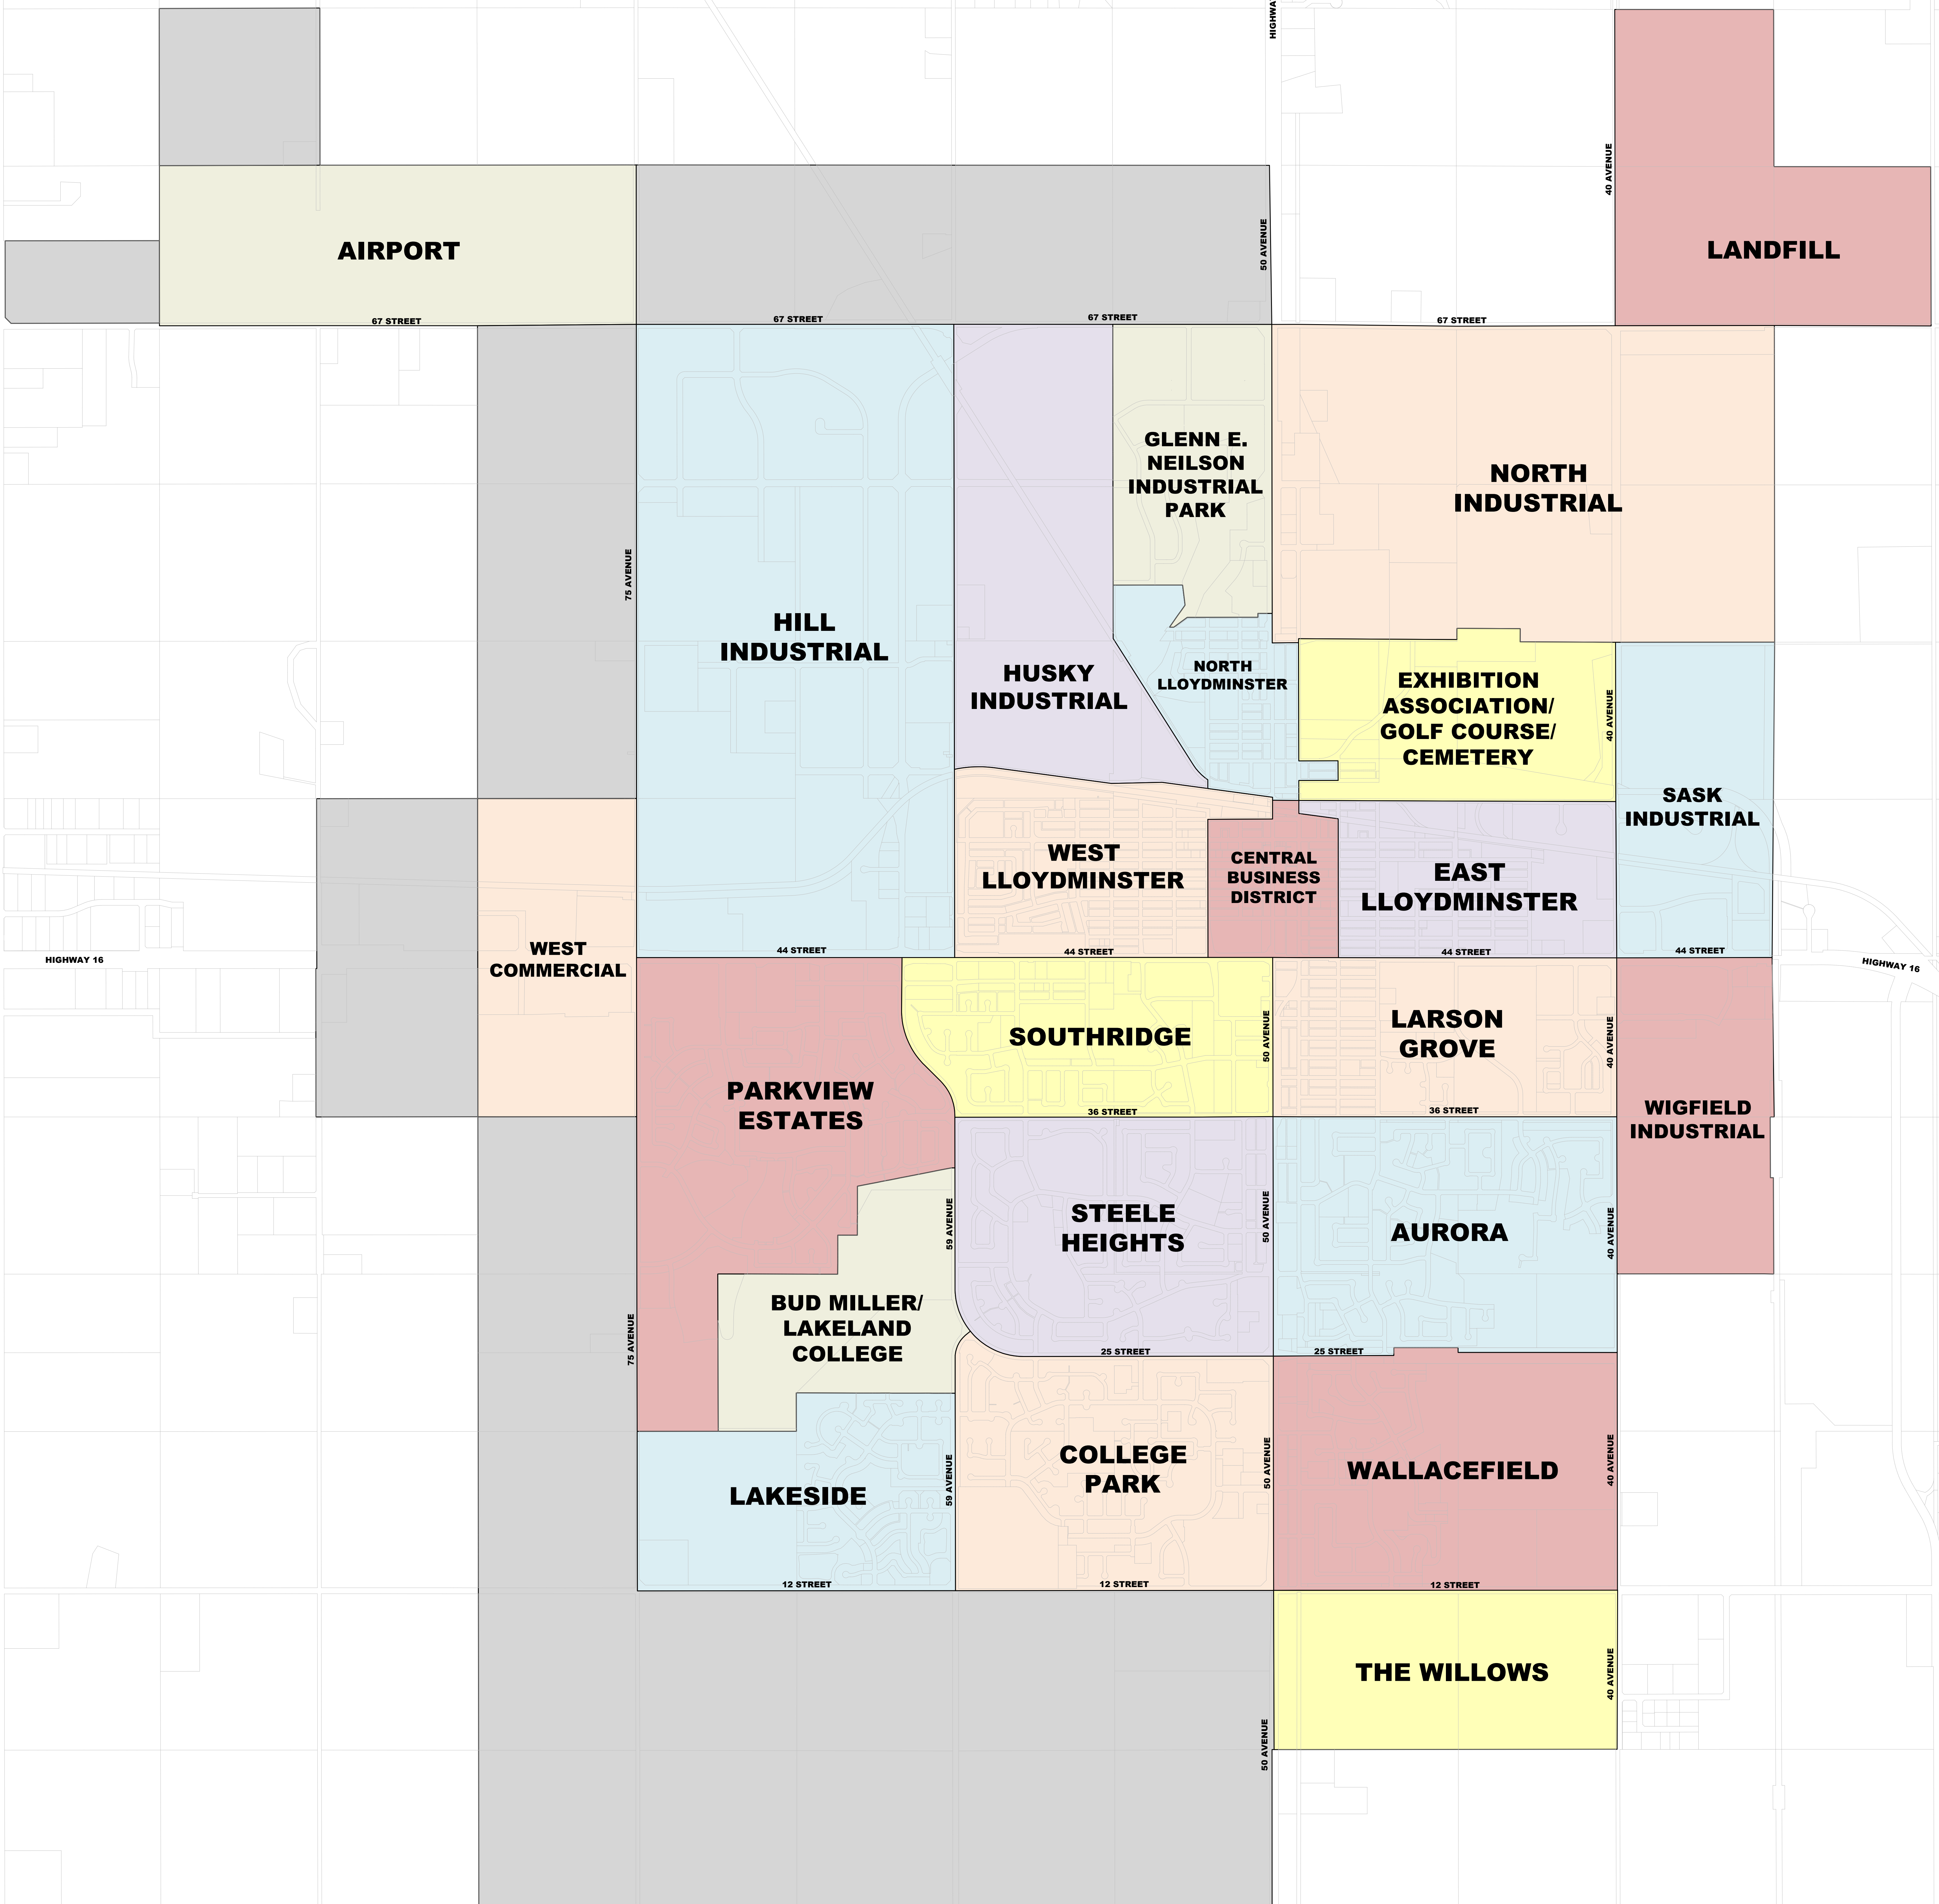 HIGHWA
40 AVENUE
50 AVENUE
AIRPORT
LANDFILL
67 STREET
67 STREET
67 STREET
67 STREET
GLENN E.
NEILSON
INDUSTRIAL
PARK
NORTH
INDUSTRIAL
75 AVENUE
HILL
INDUSTRIAL
HUSKY
INDUSTRIAL
NORTH
LLOYDMINSTER
EXHIBITION
ASSOCIATION/
GOLF COURSE/
CEMETERY
40 AVENUE
SASK
INDUSTRIAL
WEST
LLOYDMINSTER
CENTRAL
BUSINESS
DISTRICT
EAST
LLOYDMINSTER
WEST
COMMERCIAL
44 STREET
44 STREET
44 STREET
44 STREET
HIGHWAY 16
HIGHWAY 16
SOUTHRIDGE
50 AVENUE
LARSON
GROVE
40 AVENUE
PARKVIEW
ESTATES
36 STREET
36 STREET
WIGFIELD
INDUSTRIAL
59 AVENUE
STEELE
HEIGHTS
50 AVENUE
AURORA
40 AVENUE
BUD MILLER/
LAKELAND
COLLEGE
75 AVENUE
25 STREET
25 STREET
LAKESIDE
59 AVENUE
COLLEGE
PARK
50 AVENUE
WALLACEFIELD
40 AVENUE
12 STREET
12 STREET
12 STREET
THE WILLOWS
40 AVENUE
50 AVENUE